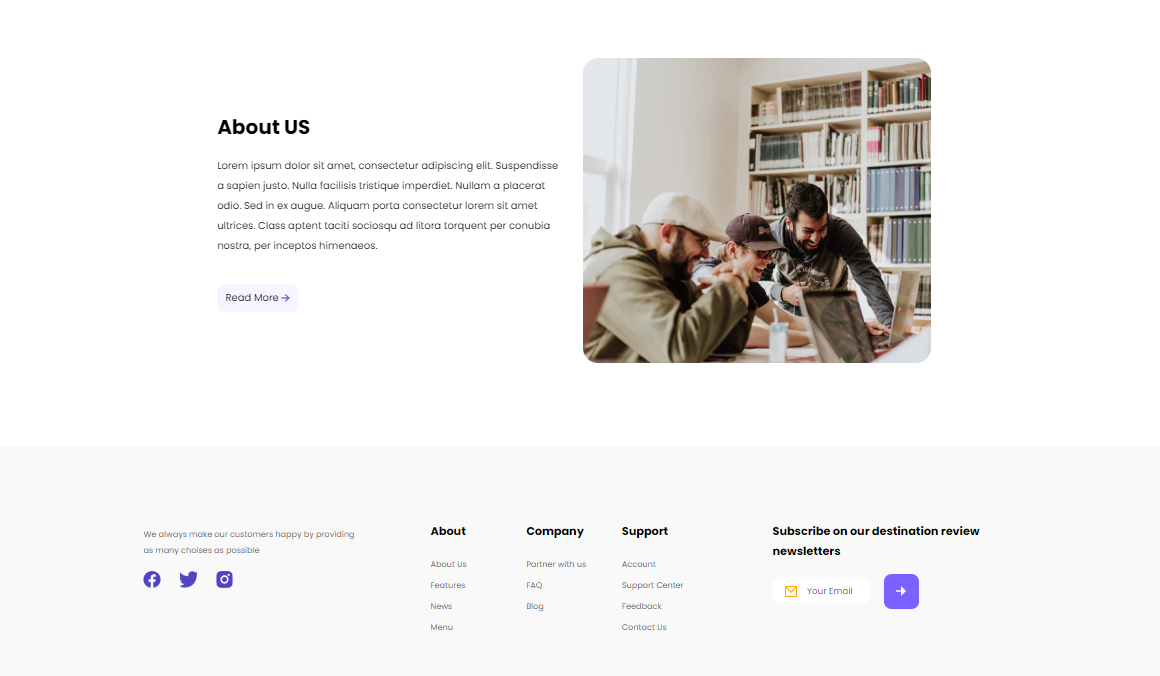 About US
Lorem ipsum dolor sit amet, consectetur adipiscing elit. Suspendisse
a sapien justo. Nulla facilisis tristique imperdiet. Nullam a placerat
odio. Sed in ex augue. Aliquam porta consectetur lorem sit amet
ultrices. Class aptent taciti sociosqu ad litora torquent per conubia
nostra, per inceptos himenaeos.
Read More
We always make our customers happy by providing
as many choises as possible
About
About Us
Features
News
Menu
Company
Partner with us
FAQ
Blog
Support
Account
Support Center
Feedback
Contact Us
Subscribe on our destination review
newsletters
Your Email